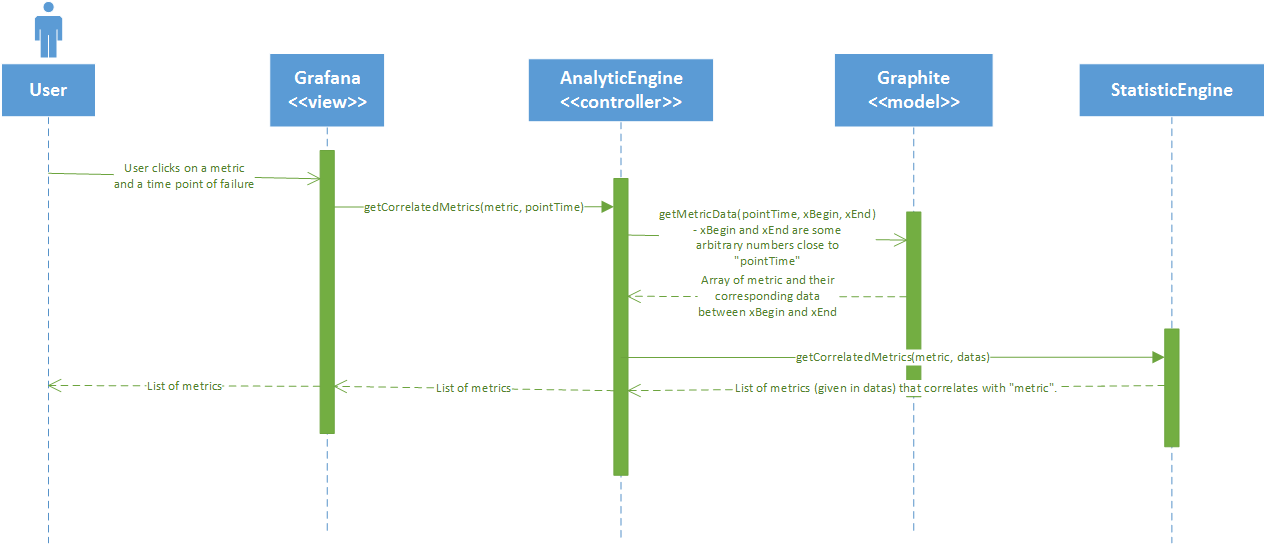 User
Grafana
<<view>>
AnalyticEngine
<<controller>>
Graphite
<<model>>
StatisticEngine
User clicks on a metric
and a time point of failure
getCorrelatedMetrics(metric, pointTime)
getMetricData(pointTime, xBegin, xEnd)
- xBegin and xEnd are some
arbitrary numbers close to
"pointTime"
Array of metric and their
corresponding data
between xBegin and xEnd
getCorrelatedMetrics(metric, datas)
List of metrics
List of metrics
List of metrics (given in datas) that correlates with "metric".